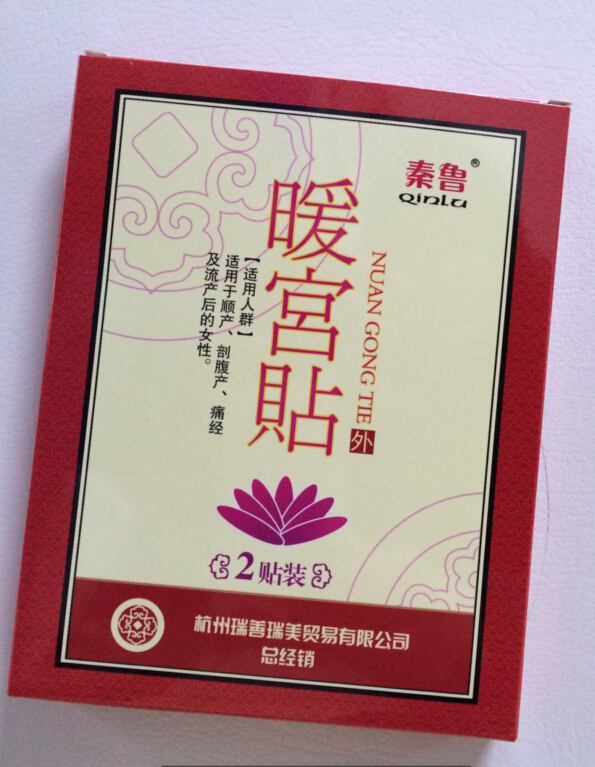 秦鲁®
QinLu
暖宮貼
NUAN GONG TIE
外
【适用人群】
适用于顺产、剖腹产、痛经
及流产后的女性。
2贴装
杭州瑞善瑞美贸易有限公司
总经销